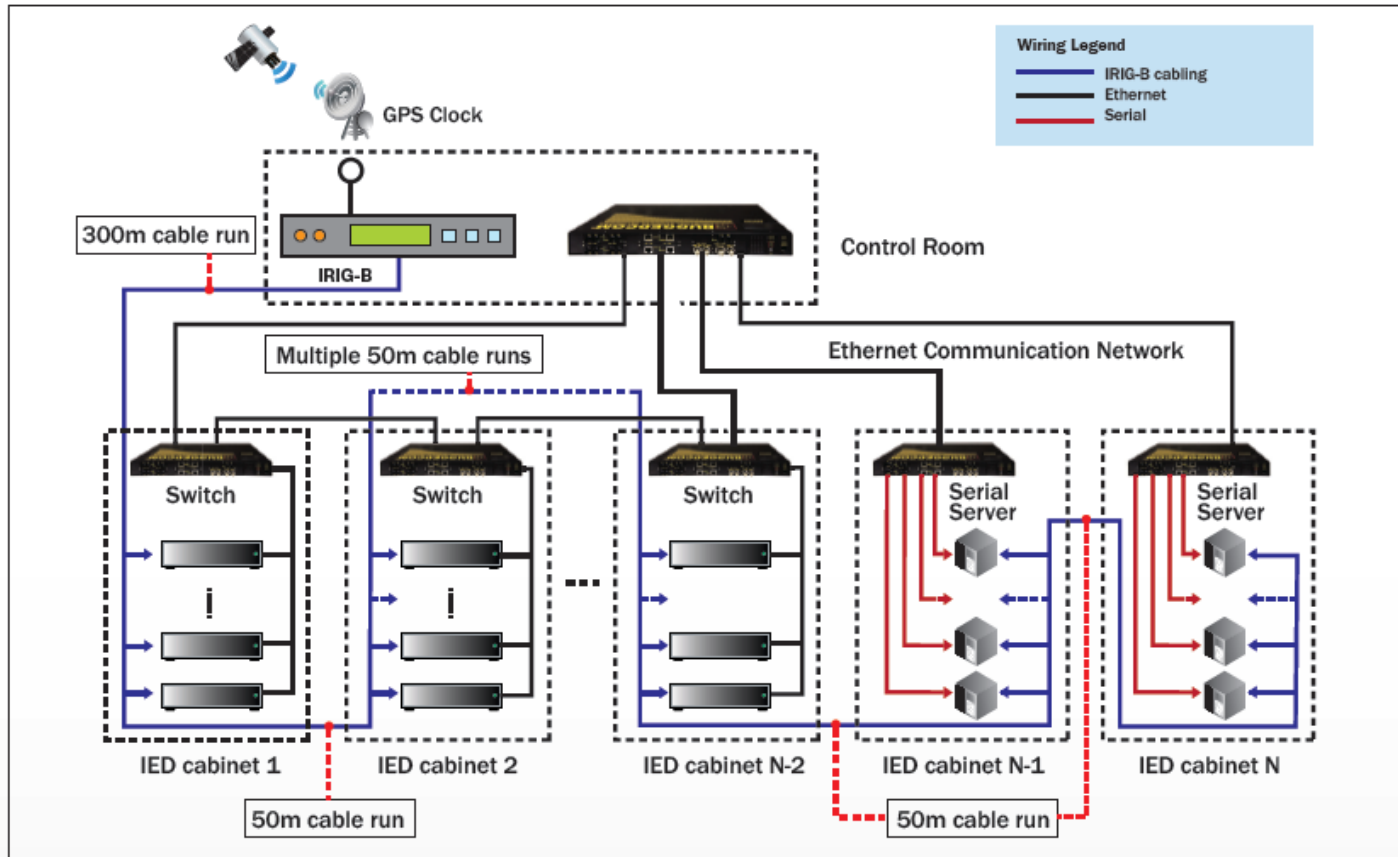 Wiring Legend
IRIG-B cabling
Ethernet
Serial
GPS Clock
300m cable run
IRIG-B
RUGGEDCOM
Control Room
Multiple 50m cable runs
Ethernet Communication Network
Switch
Switch
Switch
Serial
Server
Serial
Server
IED cabinet 1
IED cabinet 2
IED cabinet N-2
IED cabinet N-1
IED cabinet N
50m cable run
50m cable run